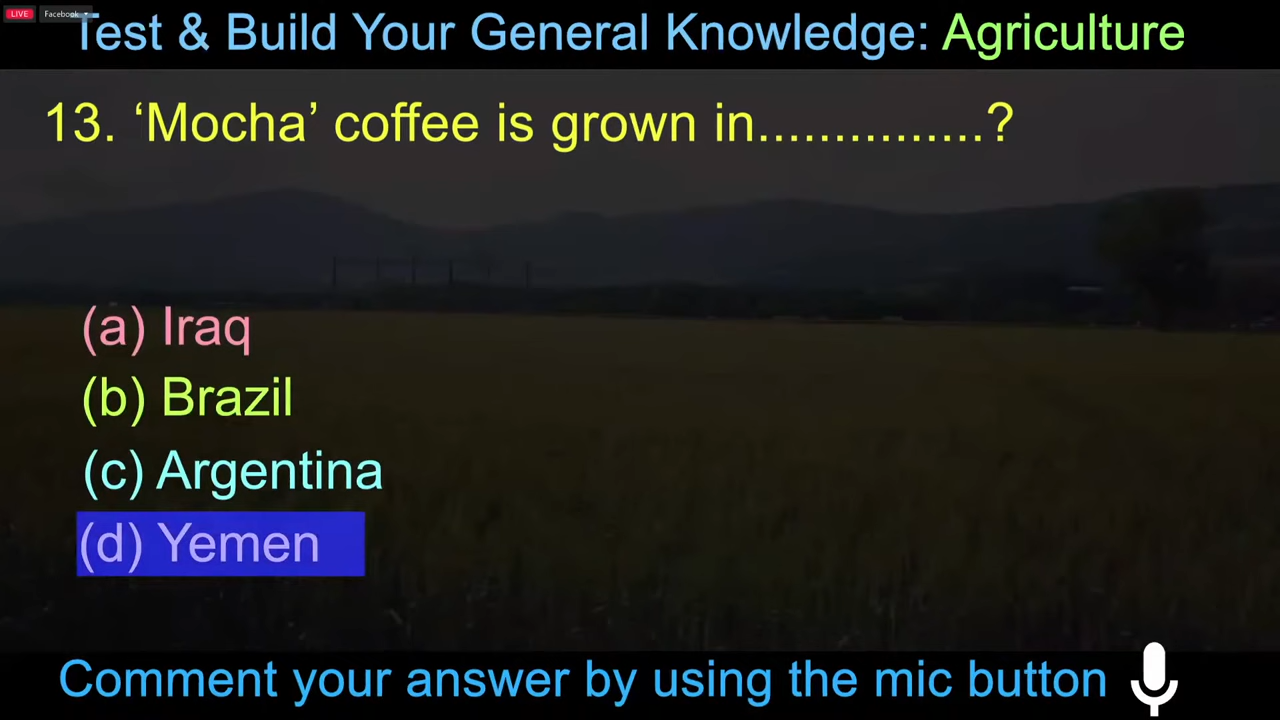 LIVE Facebook
Test & Build Your General Knowledge: Agriculture
13. ‘Mocha’ coffee is grown in...............?
(a) Iraq
(b) Brazil
(c) Argentina
(d) Yemen
Comment your answer by using the mic button